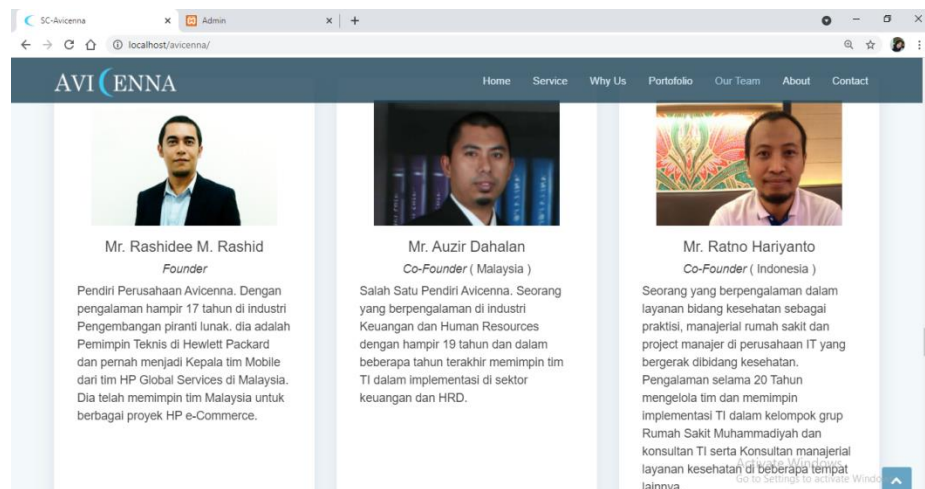 SC-Avicenna
Admin
localhost/avicenna/
AVICENNA
Home Service Why Us Portofolio Our Team About Contact
Mr. Rashidee M. Rashid
Founder
Pendiri Perusahaan Avicenna. Dengan
pengalaman hampir 17 tahun di industri
Pengembangan piranti lunak. dia adalah
Pemimpin Teknis di Hewlett Packard
dan pernah menjadi Kepala tim Mobile
dari tim HP Global Services di Malaysia.
Dia telah memimpin tim Malaysia untuk
berbagai proyek HP e-Commerce.
Mr. Auzir Dahalan
Co-Founder ( Malaysia )
Salah Satu Pendiri Avicenna. Seorang
yang berpengalaman di industri
Keuangan dan Human Resources
dengan hampir 19 tahun dan dalam
beberapa tahun terakhir memimpin tim
TI dalam implementasi di sektor
keuangan dan HRD.
Mr. Ratno Hariyanto
Co-Founder ( Indonesia )
Seorang yang berpengalaman dalam
layanan bidang kesehatan sebagai
praktisi, manajerial rumah sakit dan
project manajer di perusahaan IT yang
bergerak dibidang kesehatan.
Pengalaman selama 20 Tahun
mengelola tim dan memimpin
implementasi TI dalam kelompok grup
Rumah Sakit Muhammadiyah dan
konsultan TI serta Konsultan manajerial
layanan kesehatan di beberapa tempat
lainnya
Activate Windows
Go to Settings to activate Windo